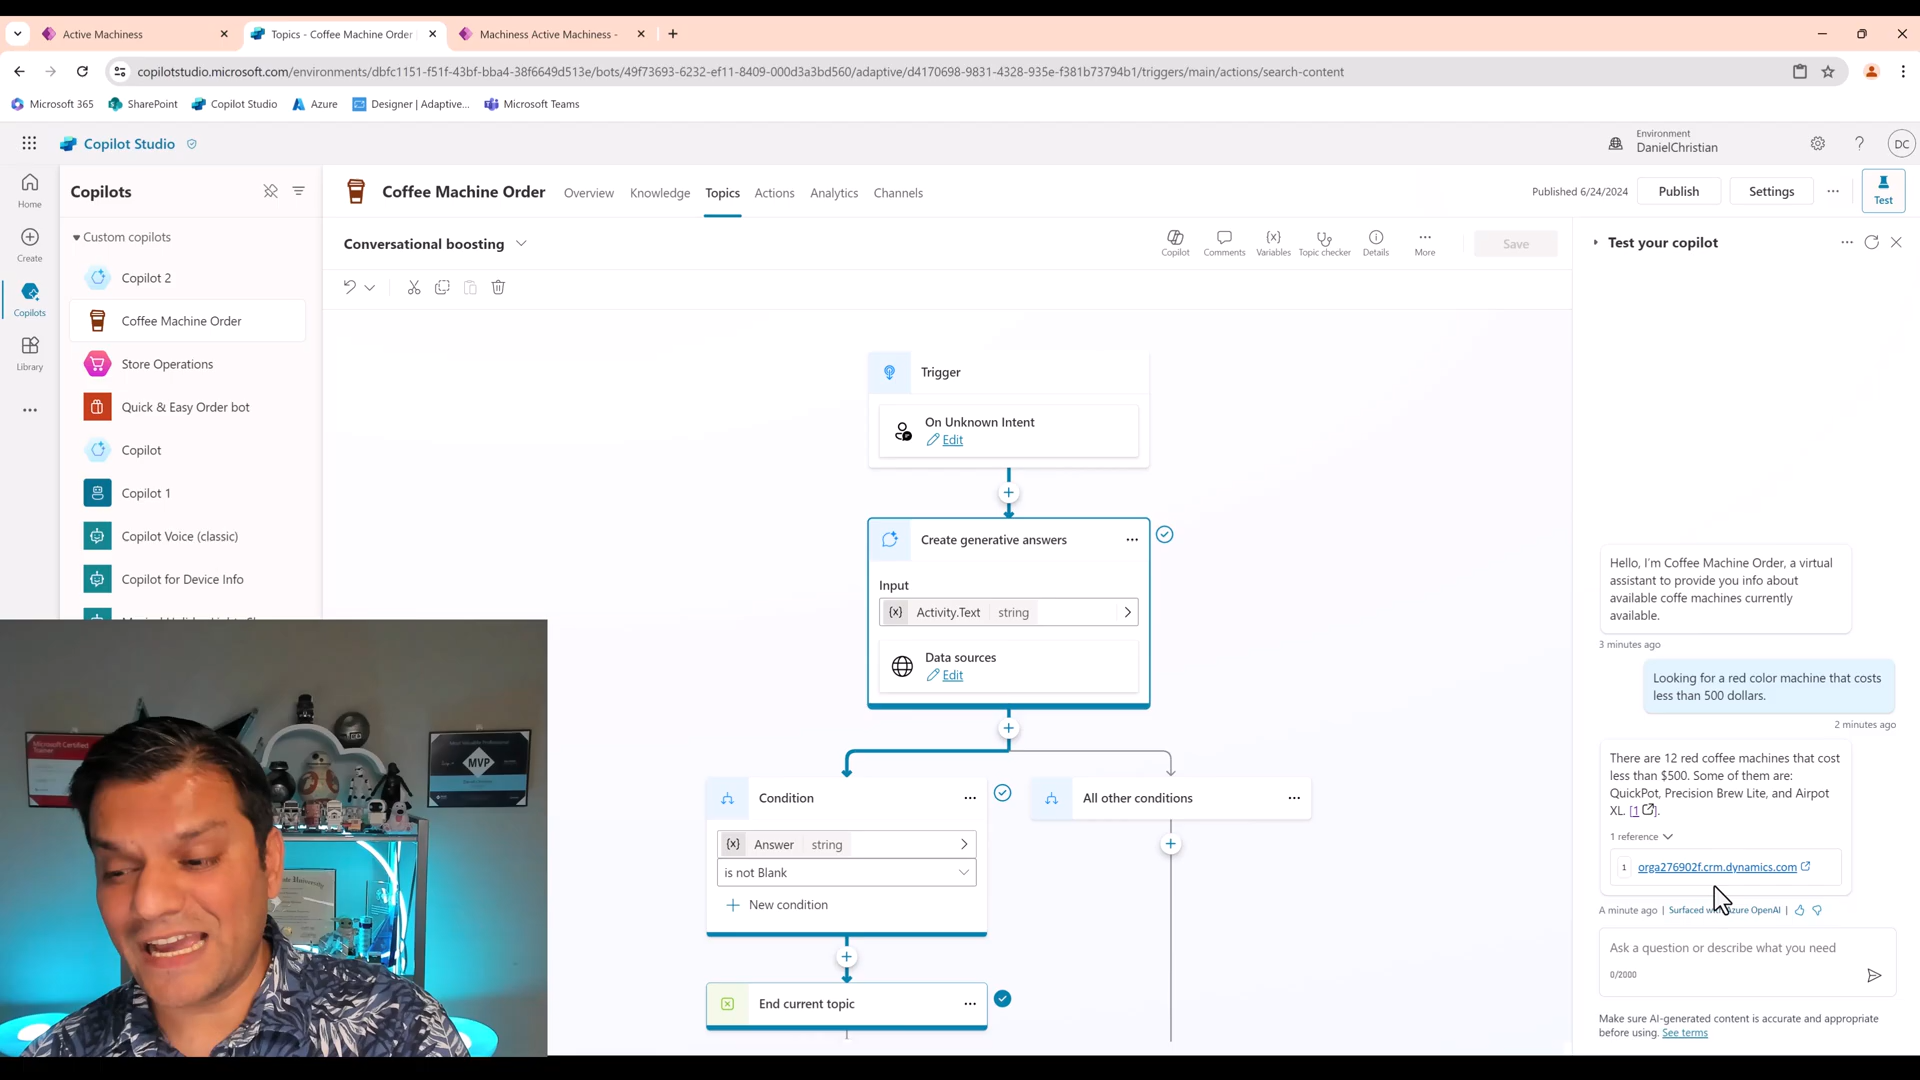 Active Machiness
Topics - Coffee Machine Order
Machiness Active Machiness -
copilotstudio.microsoft.com/environments/dbfc1151-f51f-43bf-bba4-38f6649d513e/bots/49f73693-6232-ef11-8409-000d3a3bd560/adaptive/d4170698-9831-4328-935e-f381b73794b1/triggers/main/actions/search-content
Microsoft 365
SharePoint
Copilot Studio
Azure
Designer | Adaptive...
Microsoft Teams
Copilot Studio
Environment
DanielChristian
DC
Home
Create
Copilots
Library
Copilots
Custom copilots
Copilot 2
Coffee Machine Order
Store Operations
Quick & Easy Order bot
Copilot
Copilot 1
Copilot Voice (classic)
Copilot for Device Info
Coffee Machine Order
Overview
Knowledge
Topics
Actions
Analytics
Channels
Published 6/24/2024
Publish
Settings
Test
Conversational boosting
Copilot
Comments
Variables
Topic checker
Details
More
Save
Trigger
On Unknown Intent
Edit
Create generative answers
Input
{x} Activity.Text string
Data sources
Edit
Condition
{x} Answer string
is not Blank
New condition
End current topic
All other conditions
Test your copilot
Hello, I'm Coffee Machine Order, a virtual
assistant to provide you info about
available coffe machines currently
available.
3 minutes ago
Looking for a red color machine that costs
less than 500 dollars.
2 minutes ago
There are 12 red coffee machines that cost
less than $500. Some of them are:
QuickPot, Precision Brew Lite, and Airpot
XL. [1].
1 reference
1 orga276902f.crm.dynamics.com
A minute ago | Surfaced Azure OpenAI |
Ask a question or describe what you need
0/2000
Make sure AI-generated content is accurate and appropriate
before using. See terms
Microsoft Certified
Trainer
MVP